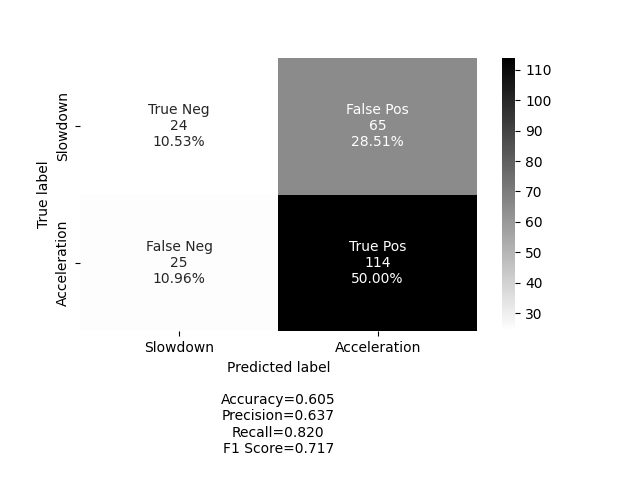 True Neg
24
10.53%
False Pos
65
28.51%
False Neg
25
10.96%
True Pos
114
50.00%
Slowdown
Acceleration
True label
Slowdown
Acceleration
Predicted label
Accuracy=0.605
Precision=0.637
Recall=0.820
F1 Score=0.717
110
100
90
80
70
60
50
40
30